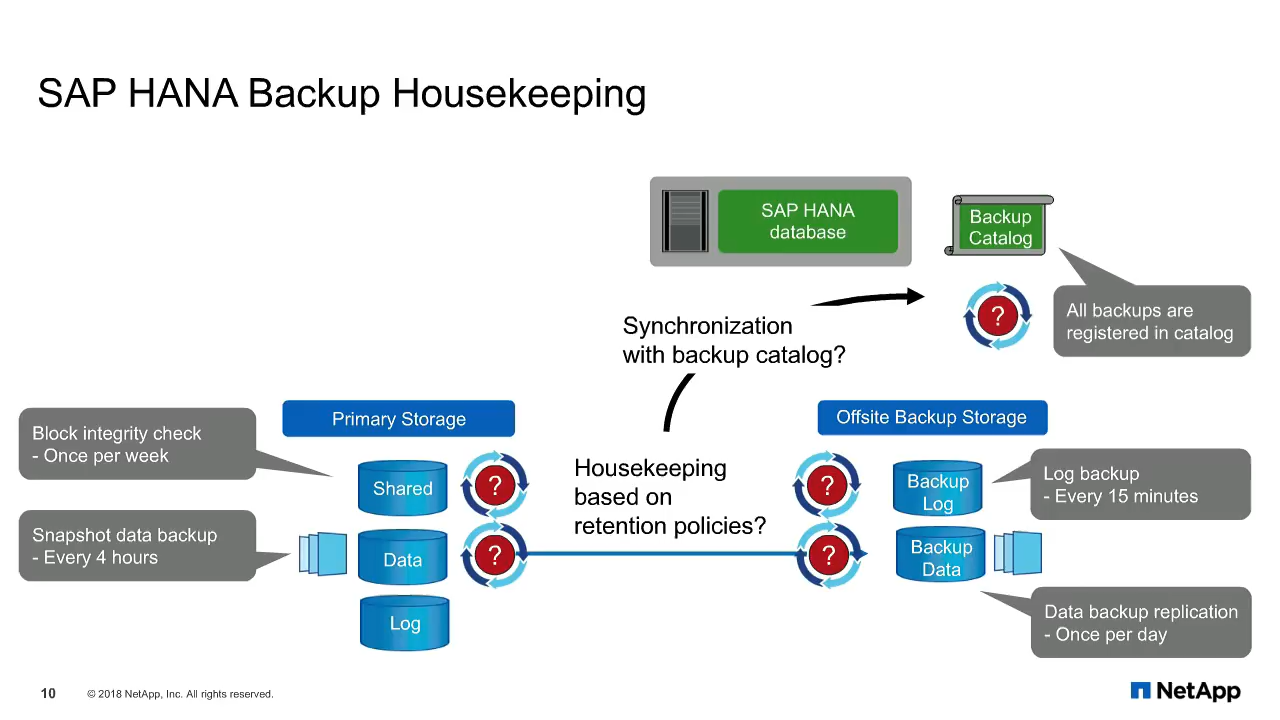 SAP HANA Backup Housekeeping
SAP HANA
database
Backup
Catalog
?
All backups are
registered in catalog
Synchronization
with backup catalog?
Primary Storage
Offsite Backup Storage
Block integrity check
- Once per week
Shared
?
Housekeeping
based on
retention policies?
?
Backup
Log
Log backup
- Every 15 minutes
Snapshot data backup
- Every 4 hours
Data
?
?
Backup
Data
Log
Data backup replication
- Once per day
10
© 2018 NetApp, Inc. All rights reserved.
NetApp